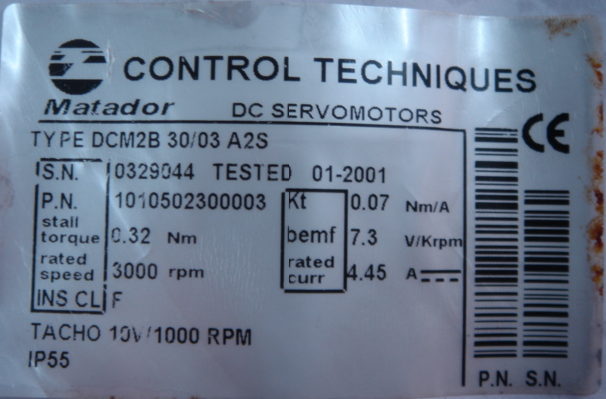 CONTROL TECHNIQUES
Matador DC SERVOMOTORS
TYPE DCM2B 30/03 A2S
S.N. 0329044 TESTED 01-2001
P.N. 1010502300003 Kt 0.07 Nm/A
stall torque 0.32 Nm bemf 7.3 V/Krpm
rated speed 3000 rpm rated curr 4.45 A
INS CL F
TACHO 10V/1000 RPM
IP55
CE
P.N. S.N.